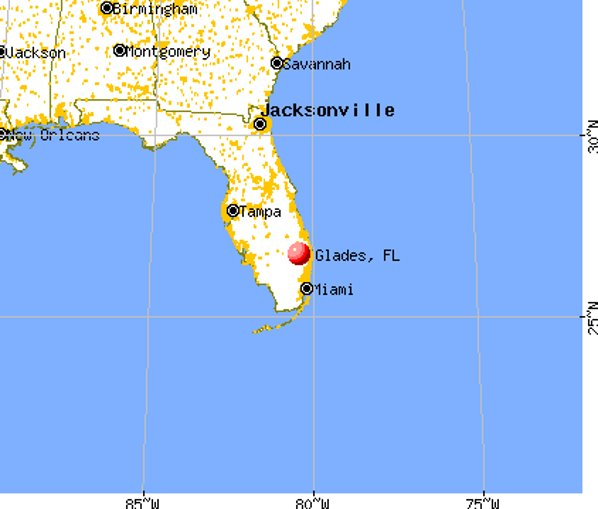 Birmingham
Jackson
Montgomery
Savannah
Jacksonville
New Orleans
30°N
Tampa
Glades, FL
Miami
25°N
85°W
80°W
75°W